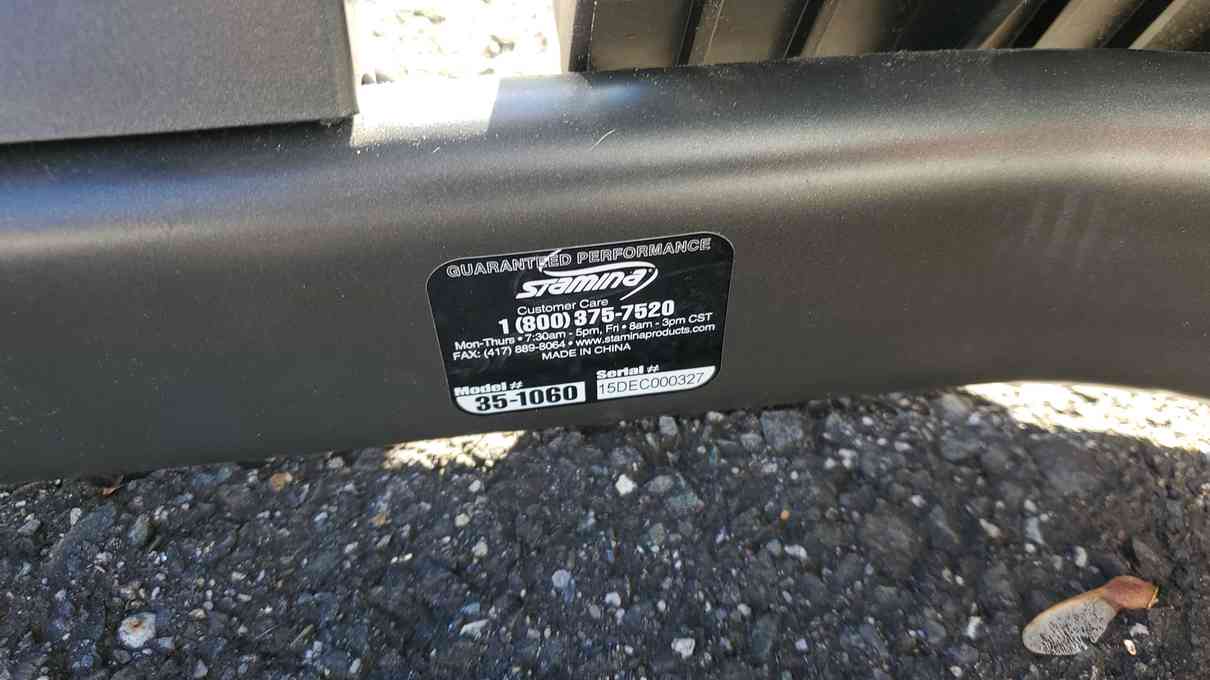 GUARANTEED PERFORMANCE
STAMINA®
Customer Care
1 (800) 375-7520
Mon-Thurs • 7:30am - 5pm, Fri • 8am - 3pm CST
FAX: (417) 889-8064 • www.staminaproducts.com
MADE IN CHINA
Model # Serial #
35-1060 15DEC000327